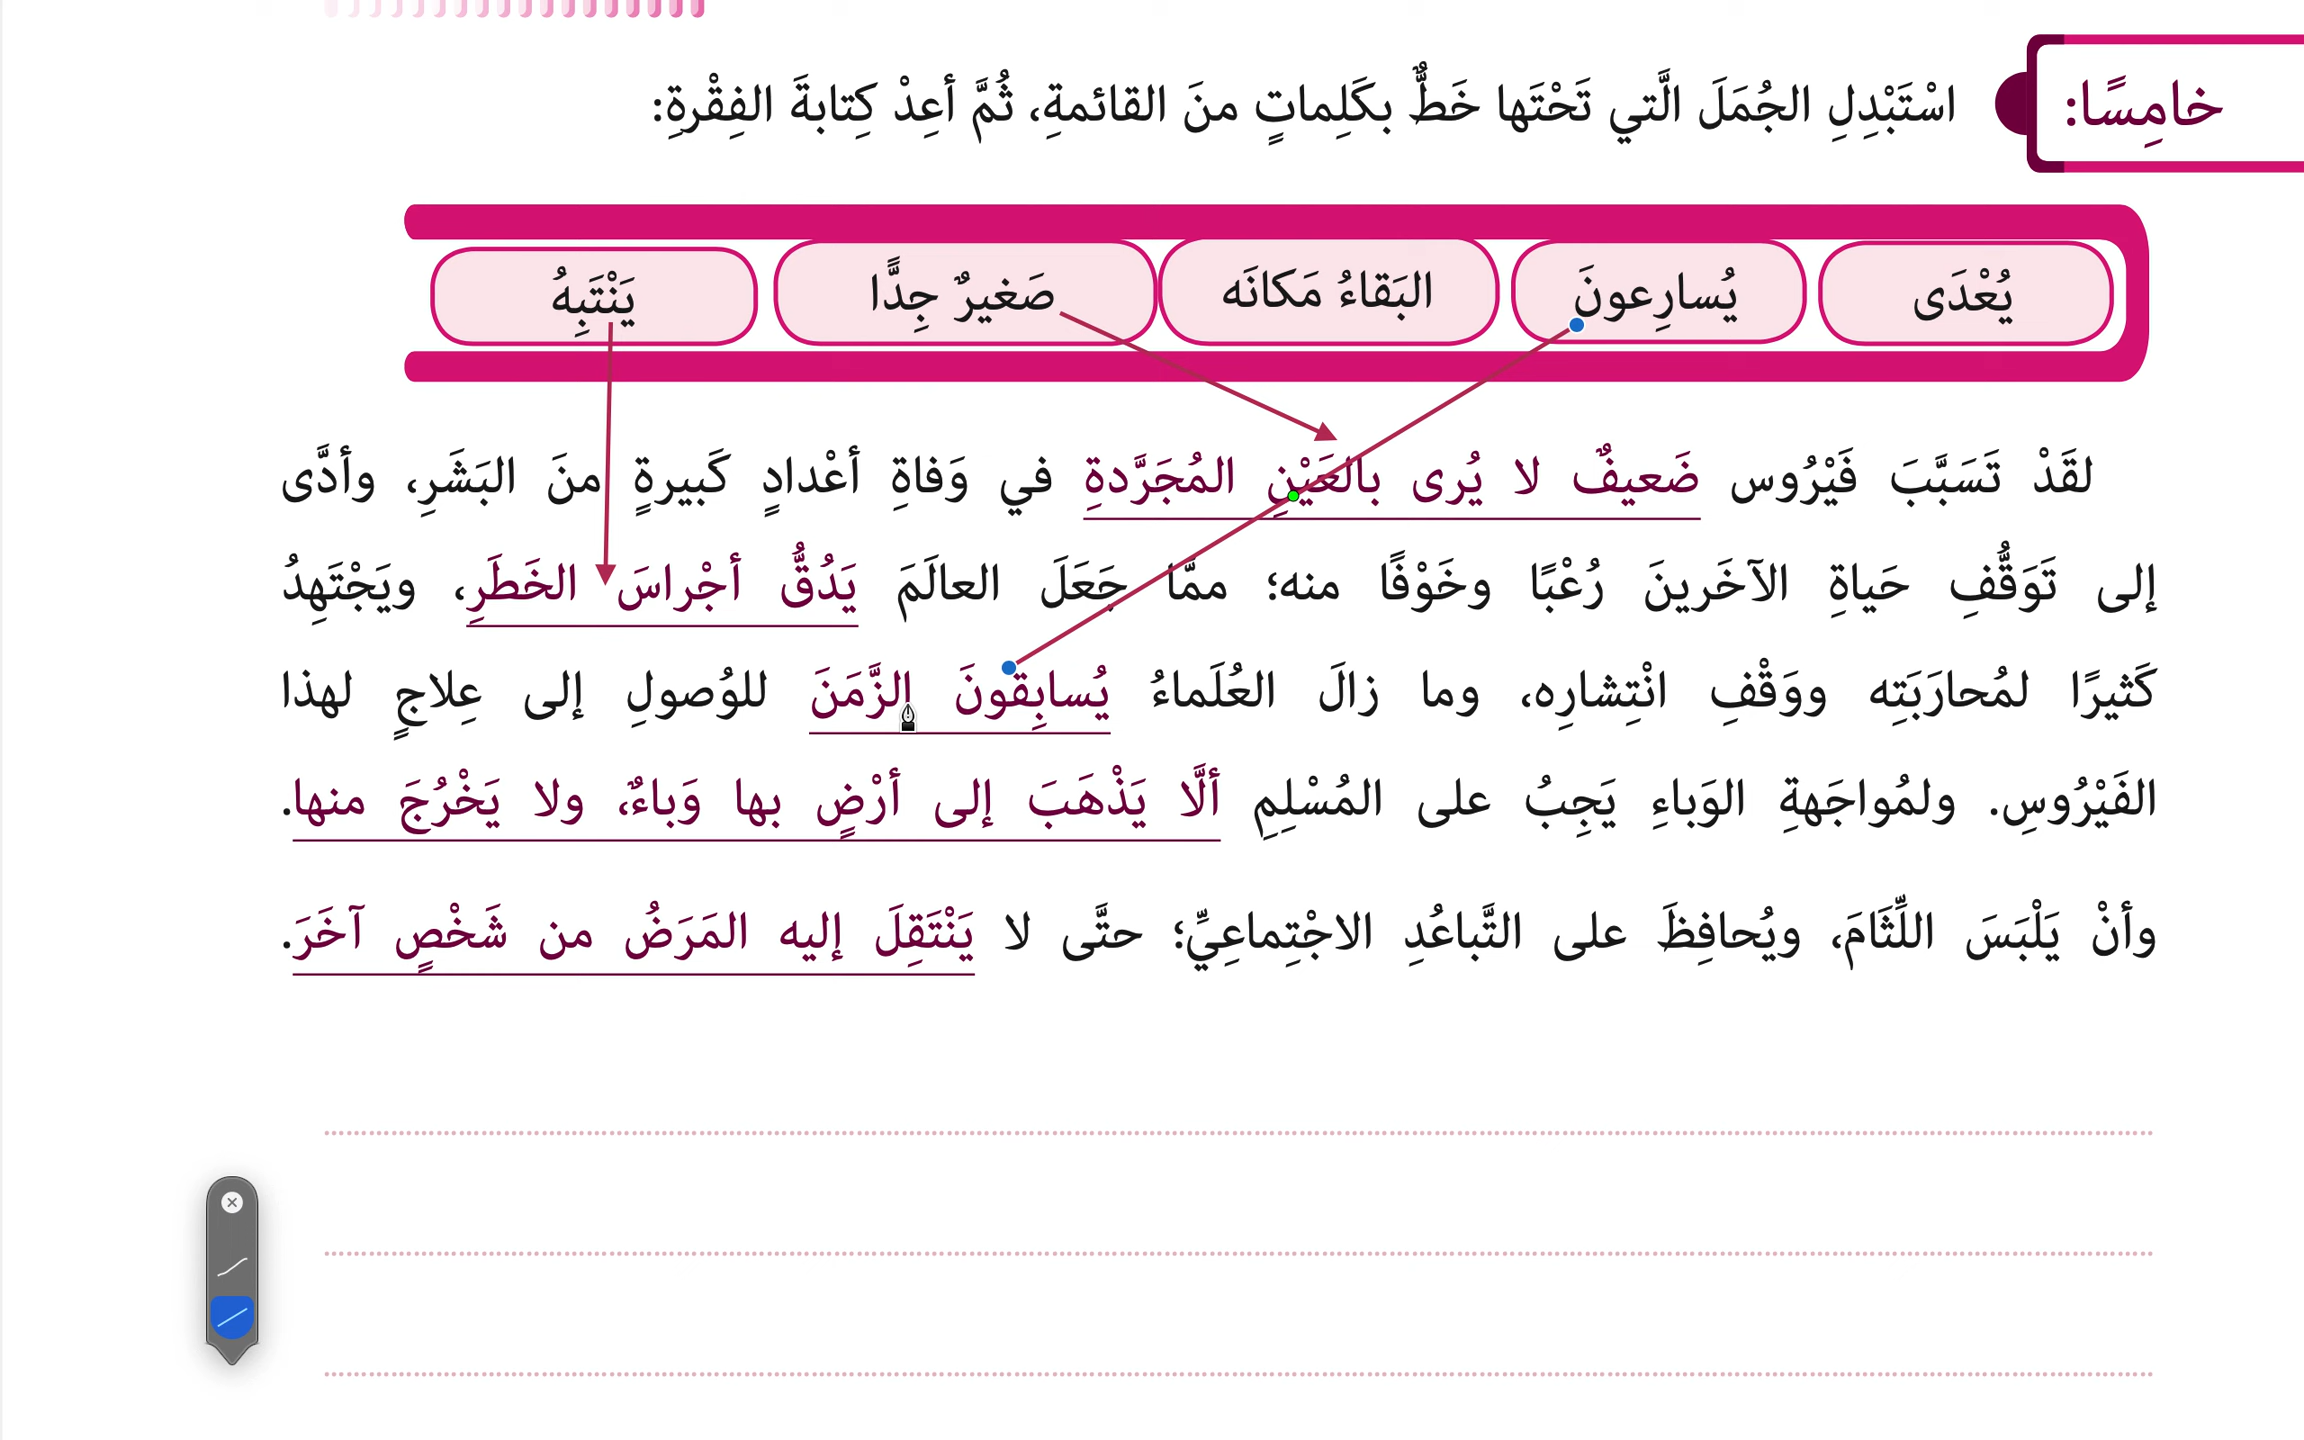 خامِسًا:
اسْتَبْدِلِ الجُمَلَ الَّتي تَحْتَها خَطٌّ بكَلِماتٍ منَ القائمةِ، ثُمَّ أعِدْ كِتابةَ الفِقْرةِ:
يُعْدَى
يُسارِعونَ
البَقاءُ مَكانَه
صَغيرٌ جِدًّا
يَنْتَبِهُ
لقَدْ تَسَبَّبَ فَيْرُوس ضَعيفٌ لا يُرى بالعَيْنِ المُجَرَّدةِ في وَفاةِ أعْدادٍ كَبيرةٍ منَ البَشَرِ، وأدَّى
إلى تَوَقُّفِ حَياةِ الآخَرينَ رُعْبًا وخَوْفًا منه؛ ممَّا جَعَلَ العالَمَ يَدُقُّ أجْراسَ الخَطَرِ، ويَجْتَهِدُ
كَثيرًا لمُحارَبَتِه ووَقْفِ انْتِشارِه، وما زالَ العُلَماءُ يُسابِقونَ الزَّمَنَ للوُصولِ إلى عِلاجٍ لهذا
الفَيْرُوسِ. ولمُواجَهةِ الوَباءِ يَجِبُ على المُسْلِمِ ألَّا يَذْهَبَ إلى أرْضٍ بها وَباءٌ، ولا يَخْرُجَ منها.
وأنْ يَلْبَسَ اللِّثَامَ، ويُحافِظَ على التَّباعُدِ الاجْتِماعِيِّ؛ حتَّى لا يَنْتَقِلَ إليه المَرَضُ من شَخْصٍ آخَرَ.